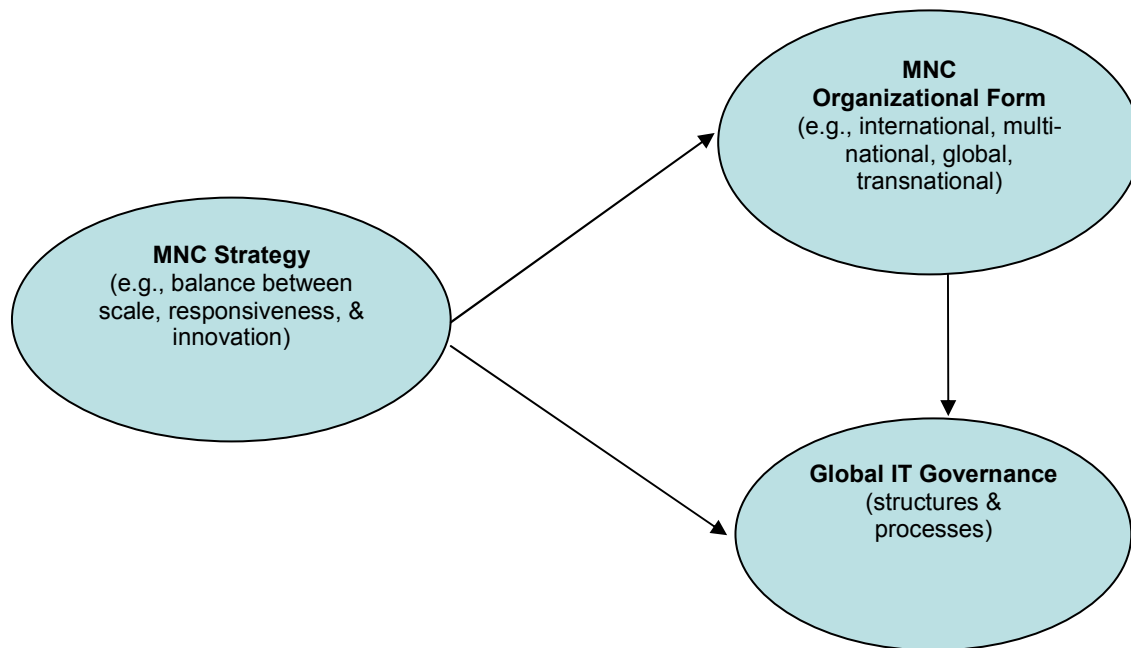 MNC
Organizational Form
(e.g., international, multi-
national, global,
transnational)
MNC Strategy
(e.g., balance between
scale, responsiveness, &
innovation)
Global IT Governance
(structures &
processes)